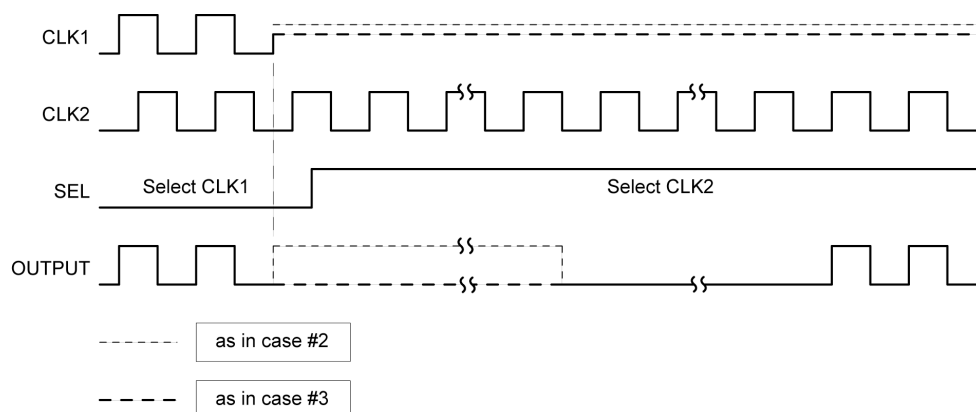 CLK1
CLK2
SEL
Select CLK1
Select CLK2
OUTPUT
as in case #2
as in case #3